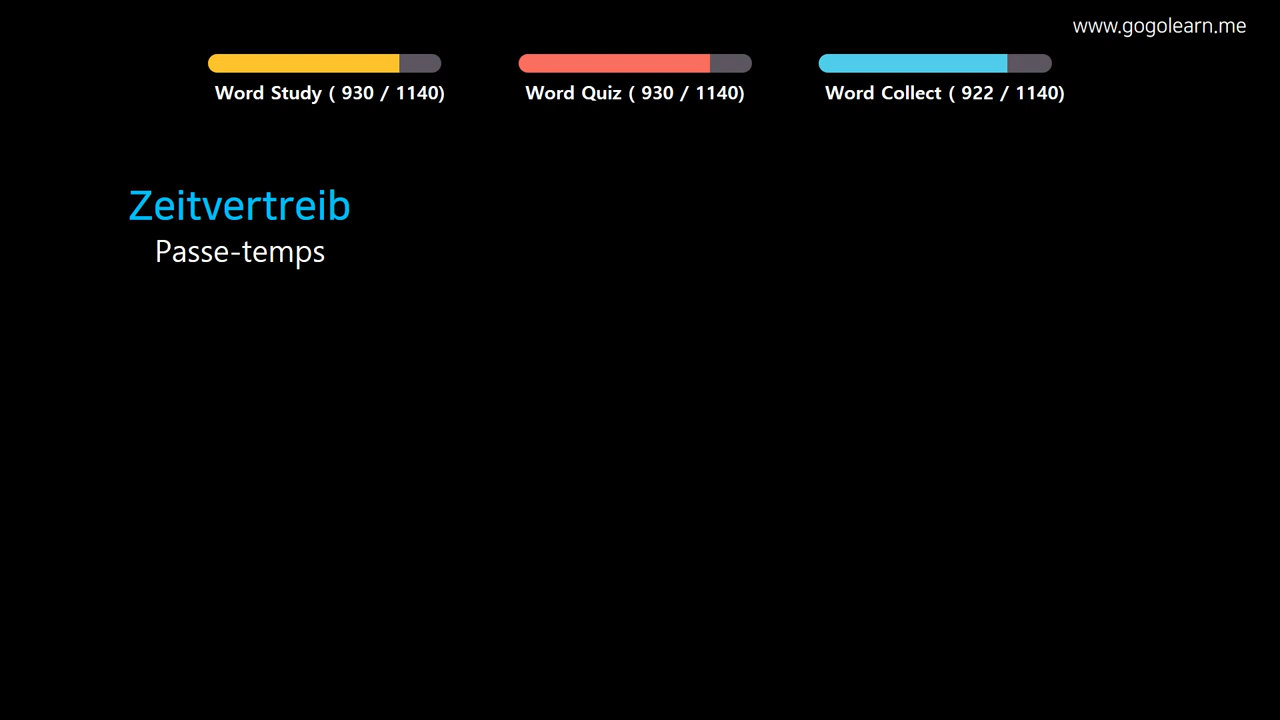 www.gogolearn.me
Word Study ( 930 / 1140)
Word Quiz ( 930 / 1140)
Word Collect ( 922 / 1140)
Zeitvertreib
Passe-temps